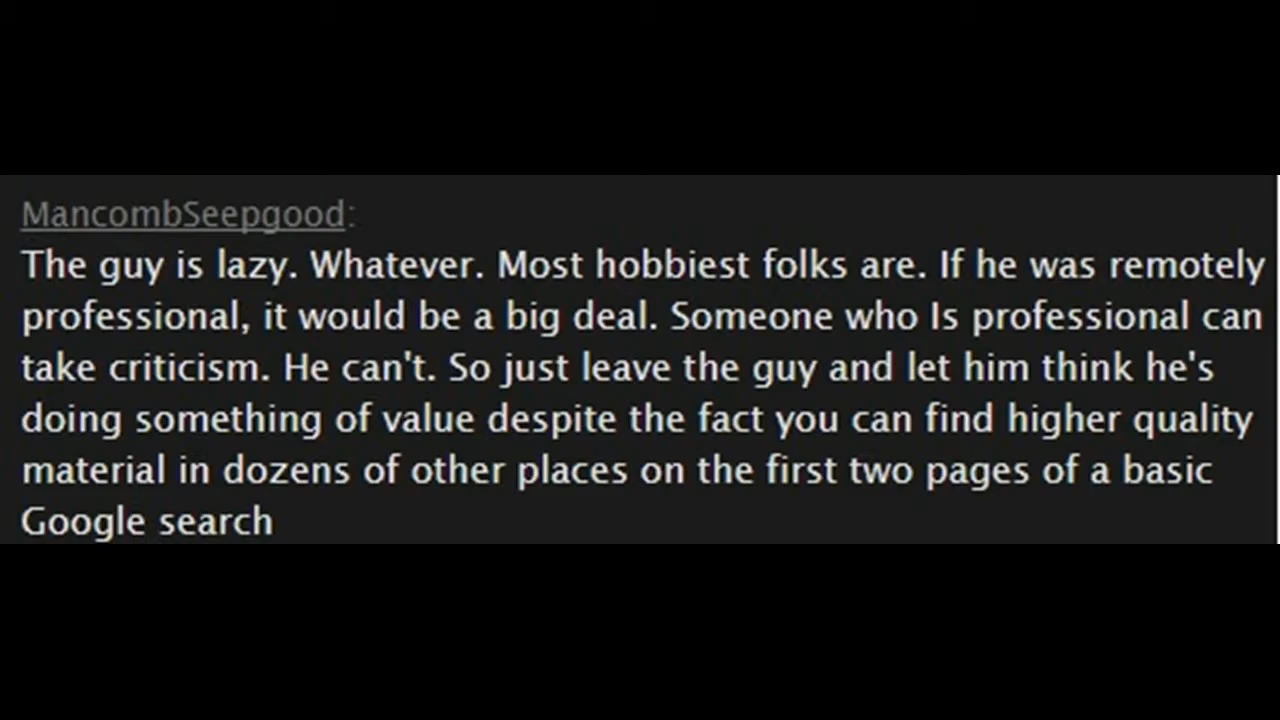 MancombSeepgood:
The guy is lazy. Whatever. Most hobbiest folks are. If he was remotely
professional, it would be a big deal. Someone who Is professional can
take criticism. He can't. So just leave the guy and let him think he's
doing something of value despite the fact you can find higher quality
material in dozens of other places on the first two pages of a basic
Google search